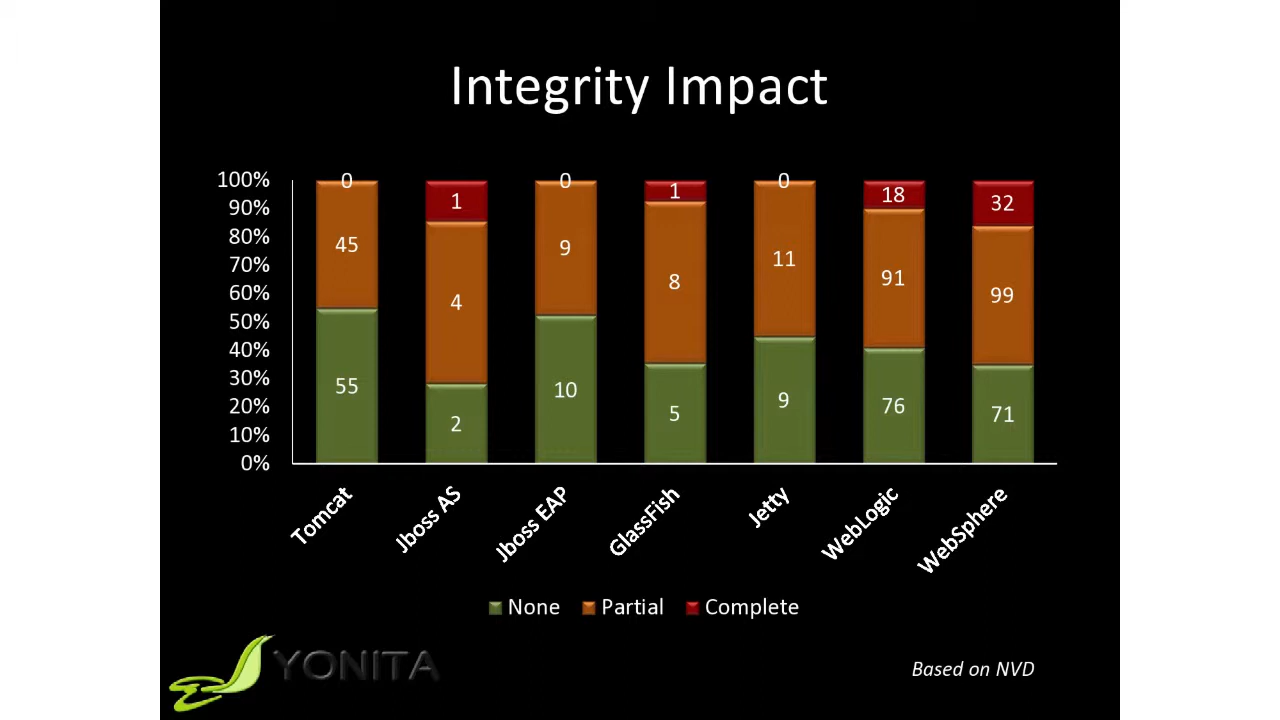 Integrity Impact
100%
90%
80%
70%
60%
50%
40%
30%
20%
10%
0%
0 1 0 1 0 18 32
45 4 9 8 11 91 99
55 2 10 5 9 76 71
Tomcat Jboss AS Jboss EAP GlassFish Jetty WebLogic WebSphere
None Partial Complete
YONITA
Based on NVD